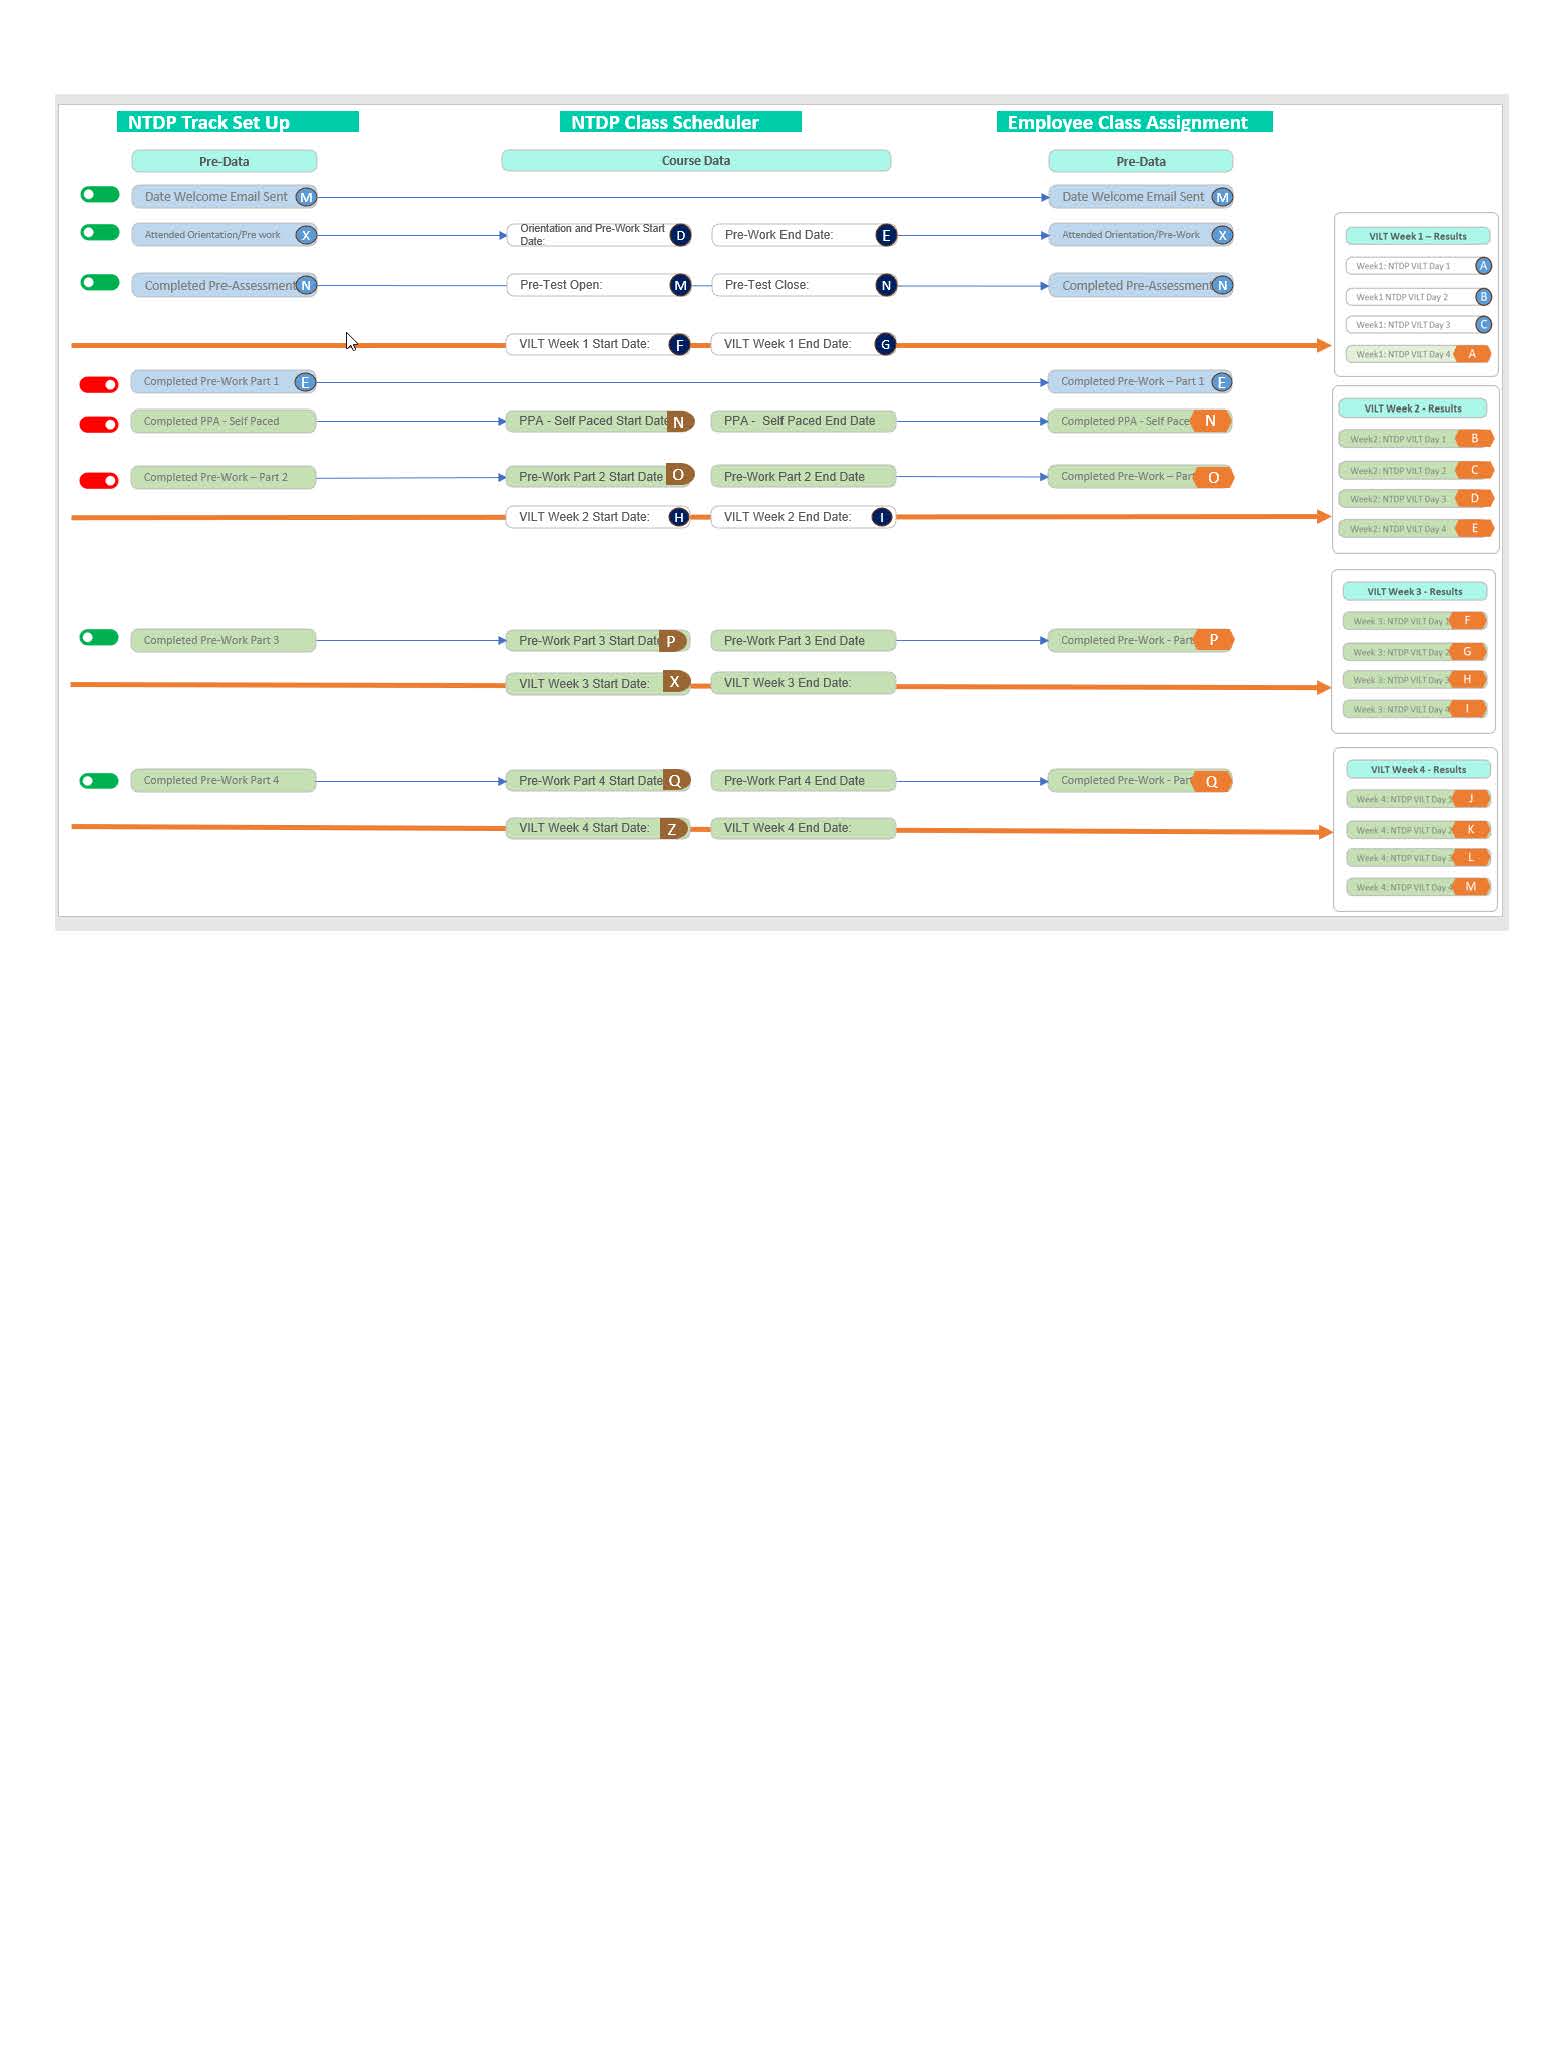 NTDP Track Set Up
NTDP Class Scheduler
Employee Class Assignment
Pre-Data
Course Data
Pre-Data
Date Welcome Email Sent M
Date Welcome Email Sent M
Attended Orientation/Pre work X
Orientation and Pre-Work Start
Date:
D
Pre-Work End Date: E
Attended Orientation/Pre-Work X
Completed Pre-Assessment N
Pre-Test Open: M
Pre-Test Close: N
Completed Pre-Assessment N
VILT Week 1 Start Date: F
VILT Week 1 End Date: G
Completed Pre-Work Part 1 E
Completed Pre-Work – Part 1 E
Completed PPA - Self Paced
PPA - Self Paced Start Date N
PPA - Self Paced End Date
Completed PPA - Self Pace N
Completed Pre-Work – Part 2
Pre-Work Part 2 Start Date O
Pre-Work Part 2 End Date
Completed Pre-Work – Part O
VILT Week 2 Start Date: H
VILT Week 2 End Date: I
Completed Pre-Work Part 3
Pre-Work Part 3 Start Date P
Pre-Work Part 3 End Date
Completed Pre-Work - Part P
VILT Week 3 Start Date: X
VILT Week 3 End Date:
Completed Pre-Work Part 4
Pre-Work Part 4 Start Date Q
Pre-Work Part 4 End Date
Completed Pre-Work - Part Q
VILT Week 4 Start Date: Z
VILT Week 4 End Date:
VILT Week 1 – Results
Week1: NTDP VILT Day 1 A
Week1 NTDP VILT Day 2 B
Week1: NTDP VILT Day 3 C
Week1: NTDP VILT Day 4 A
VILT Week 2 - Results
Week2: NTDP VILT Day 1 B
Week2: NTDP VILT Day 2 C
Week2: NTDP VILT Day 3 D
Week2: NTDP VILT Day 4 E
VILT Week 3 - Results
Week 3: NTDP VILT Day 1 F
Week 3: NTDP VILT Day 2 G
Week 3: NTDP VILT Day 3 H
Week 3: NTDP VILT Day 4 I
VILT Week 4 - Results
Week 4: NTDP VILT Day 1 J
Week 4: NTDP VILT Day 2 K
Week 4: NTDP VILT Day 3 L
Week 4: NTDP VILT Day 4 M